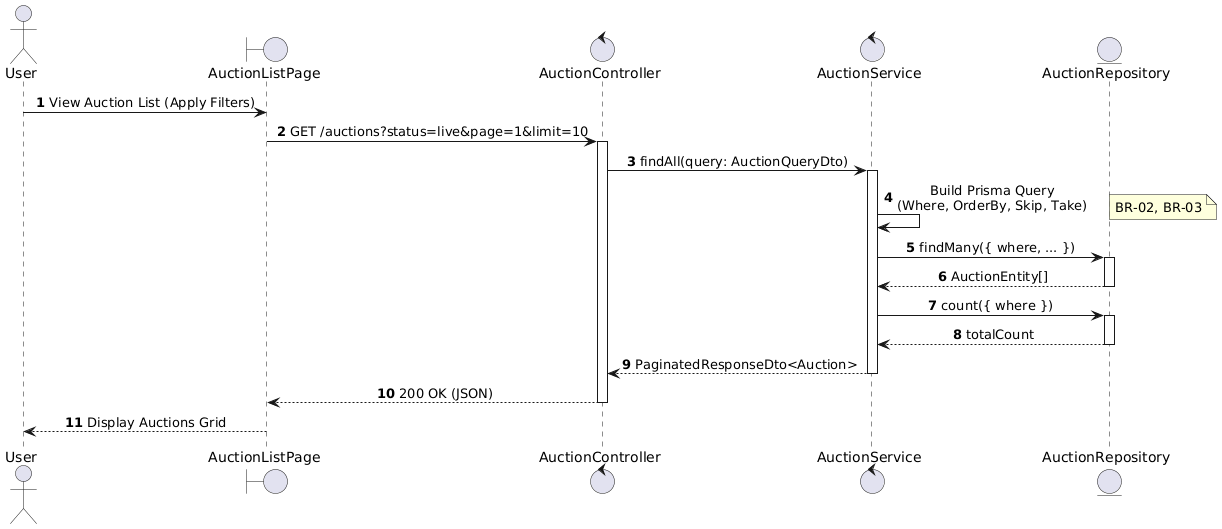 User
AuctionListPage
AuctionController
AuctionService
AuctionRepository
1 View Auction List (Apply Filters)
2 GET /auctions?status=live&page=1&limit=10
3 findAll(query: AuctionQueryDto)
4 Build Prisma Query
(Where, OrderBy, Skip, Take)
BR-02, BR-03
5 findMany({ where, ... })
6 AuctionEntity[]
7 count({ where })
8 totalCount
9 PaginatedResponseDto<Auction>
10 200 OK (JSON)
11 Display Auctions Grid
User
AuctionListPage
AuctionController
AuctionService
AuctionRepository